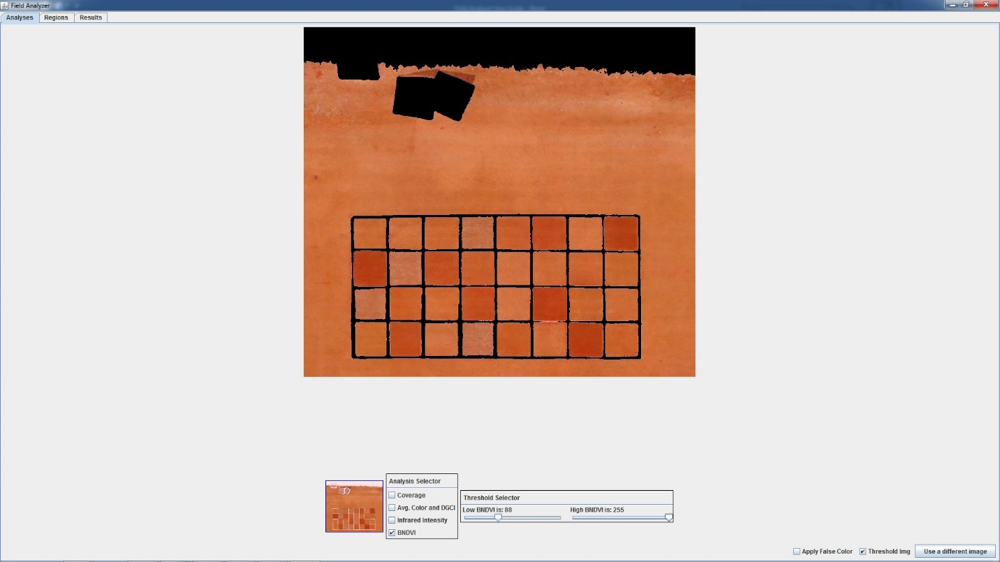 Field Analyzer
Analyses Regions Results
Analysis Selector
Coverage
Avg. Color and DGCI
Infrared Intensity
BNDVI
Threshold Selector
Low BNDVI is: 88 High BNDVI is: 255
Apply False Color Threshold Img Use a different image